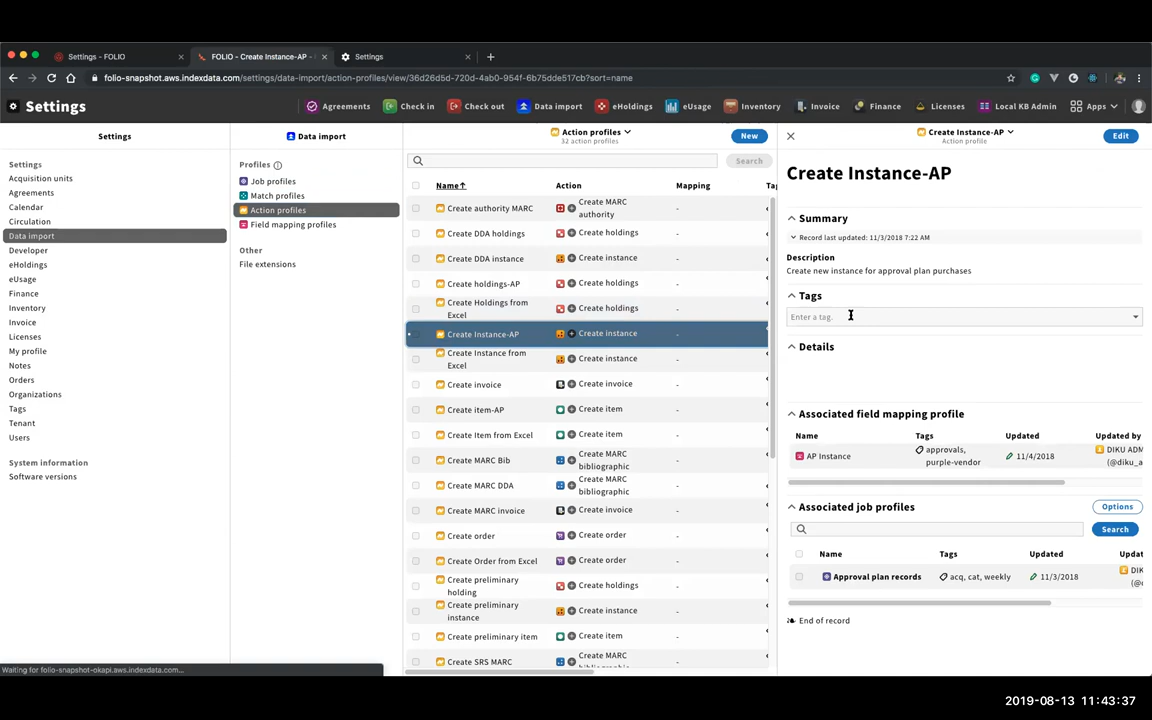 Settings - FOLIO
FOLIO - Create Instance-AP -
Settings
folio-snapshot.aws.indexdata.com/settings/data-import/action-profiles/view/36d26d5d-720d-4ab0-954f-6b75dde517cb?sort=name
Settings
Agreements
Check in
Check out
Data import
eHoldings
eUsage
Inventory
Invoice
Finance
Licenses
Local KB Admin
Apps
Settings
Settings
Acquisition units
Agreements
Calendar
Circulation
Data import
Developer
eHoldings
eUsage
Finance
Inventory
Invoice
Licenses
My profile
Notes
Orders
Organizations
Tags
Tenant
Users
System information
Software versions
Data import
Profiles
Job profiles
Match profiles
Action profiles
Field mapping profiles
Other
File extensions
Action profiles
32 action profiles
New
Search
Name Action Mapping Tag
Create authority MARC Create MARC authority -
Create DDA holdings Create holdings -
Create DDA instance Create instance -
Create holdings-AP Create holdings -
Create Holdings from Excel Create holdings -
Create Instance-AP Create instance -
Create Instance from Excel Create instance -
Create invoice Create invoice -
Create item-AP Create item -
Create Item from Excel Create item -
Create MARC Bib Create MARC bibliographic -
Create MARC DDA Create MARC bibliographic -
Create MARC invoice Create invoice -
Create order Create order -
Create Order from Excel Create order -
Create preliminary holding Create holdings -
Create preliminary instance Create instance -
Create preliminary item Create item -
Create SRS MARC Create MARC bibliographic -
Create Instance-AP
Action profile
Edit
Create Instance-AP
Summary
Record last updated: 11/3/2018 7:22 AM
Description
Create new instance for approval plan purchases
Tags
Enter a tag.
Details
Associated field mapping profile
Name Tags Updated Updated by
AP Instance approvals, purple-vendor 11/4/2018 DIKU ADM (@diku_a
Associated job profiles
Options
Search
Name Tags Updated Updat
Approval plan records acq, cat, weekly 11/3/2018 DIK
End of record
Waiting for folio-snapshot-okapi.aws.indexdata.com...
2019-08-13 11:43:37